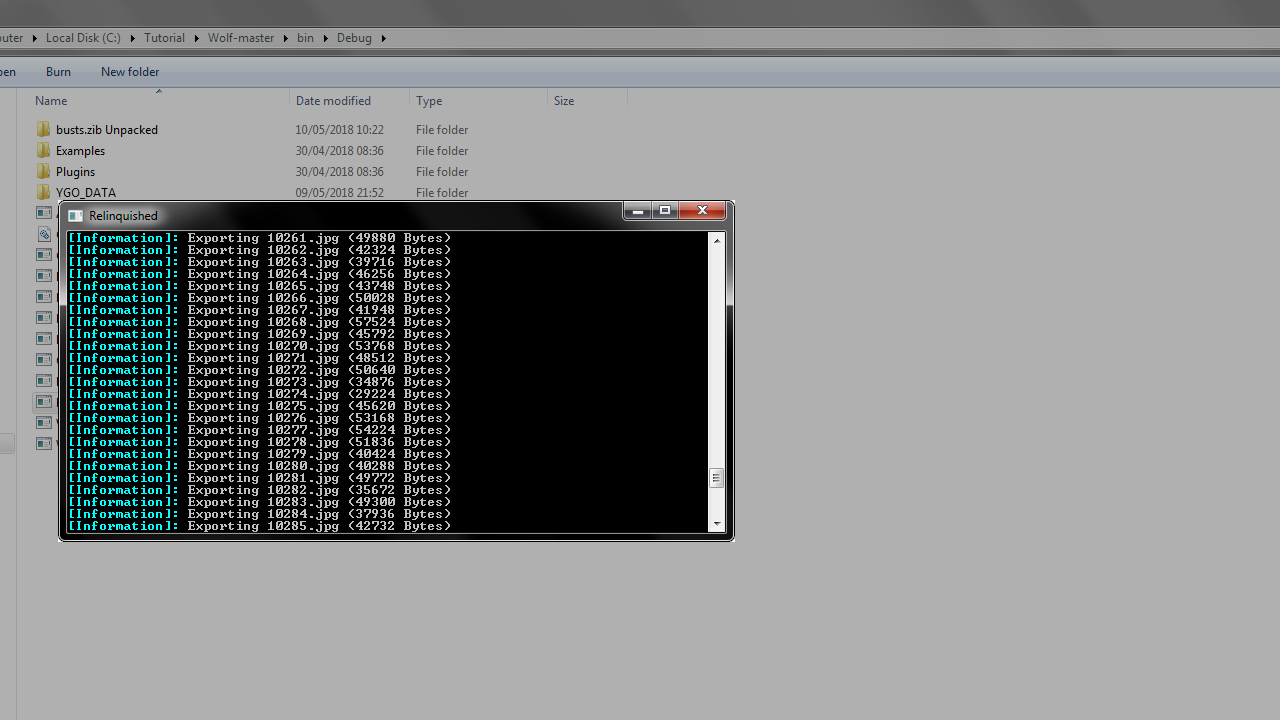 uter ▸ Local Disk (C:) ▸ Tutorial ▸ Wolf-master ▸ bin ▸ Debug ▸
pen Burn New folder
Name Date modified Type Size
busts.zib Unpacked 10/05/2018 10:22 File folder
Examples 30/04/2018 08:36 File folder
Plugins 30/04/2018 08:36 File folder
YGO_DATA 09/05/2018 21:52 File folder
Relinquished
[Information]: Exporting 10261.jpg (49880 Bytes)
[Information]: Exporting 10262.jpg (42324 Bytes)
[Information]: Exporting 10263.jpg (39716 Bytes)
[Information]: Exporting 10264.jpg (46256 Bytes)
[Information]: Exporting 10265.jpg (43748 Bytes)
[Information]: Exporting 10266.jpg (50028 Bytes)
[Information]: Exporting 10267.jpg (41948 Bytes)
[Information]: Exporting 10268.jpg (57524 Bytes)
[Information]: Exporting 10269.jpg (45792 Bytes)
[Information]: Exporting 10270.jpg (53768 Bytes)
[Information]: Exporting 10271.jpg (48512 Bytes)
[Information]: Exporting 10272.jpg (50640 Bytes)
[Information]: Exporting 10273.jpg (34876 Bytes)
[Information]: Exporting 10274.jpg (29224 Bytes)
[Information]: Exporting 10275.jpg (45620 Bytes)
[Information]: Exporting 10276.jpg (53168 Bytes)
[Information]: Exporting 10277.jpg (54224 Bytes)
[Information]: Exporting 10278.jpg (51836 Bytes)
[Information]: Exporting 10279.jpg (40424 Bytes)
[Information]: Exporting 10280.jpg (40288 Bytes)
[Information]: Exporting 10281.jpg (49772 Bytes)
[Information]: Exporting 10282.jpg (35672 Bytes)
[Information]: Exporting 10283.jpg (49300 Bytes)
[Information]: Exporting 10284.jpg (37936 Bytes)
[Information]: Exporting 10285.jpg (42732 Bytes)